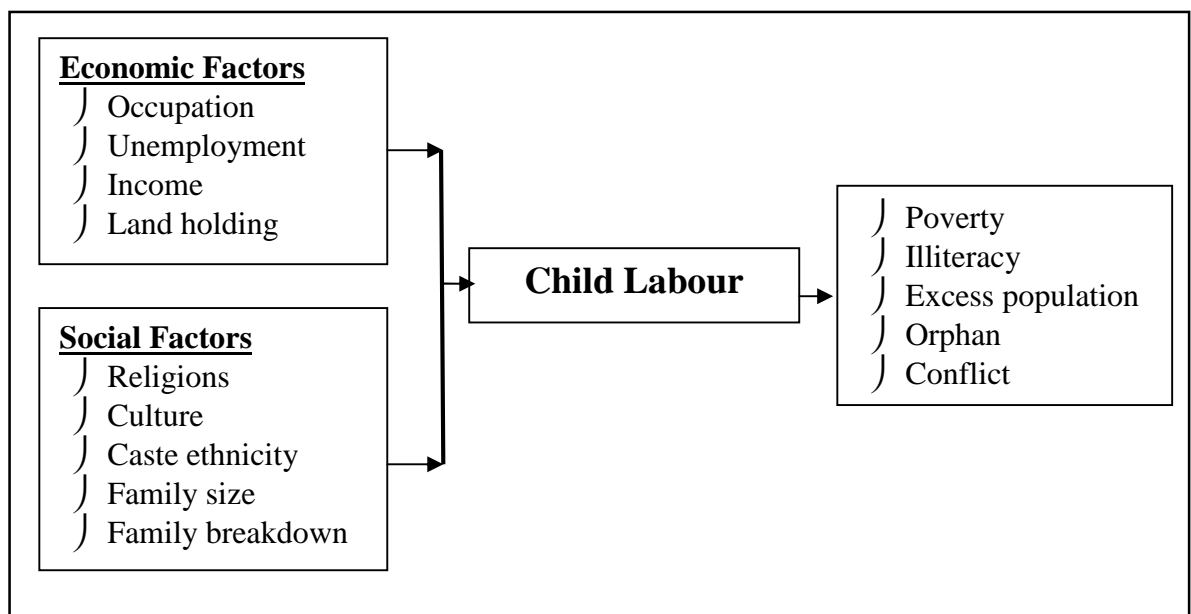 Economic Factors
⎠ Occupation
⎠ Unemployment
⎠ Income
⎠ Land holding
Social Factors
⎠ Religions
⎠ Culture
⎠ Caste ethnicity
⎠ Family size
⎠ Family breakdown
Child Labour
⎠ Poverty
⎠ Illiteracy
⎠ Excess population
⎠ Orphan
⎠ Conflict